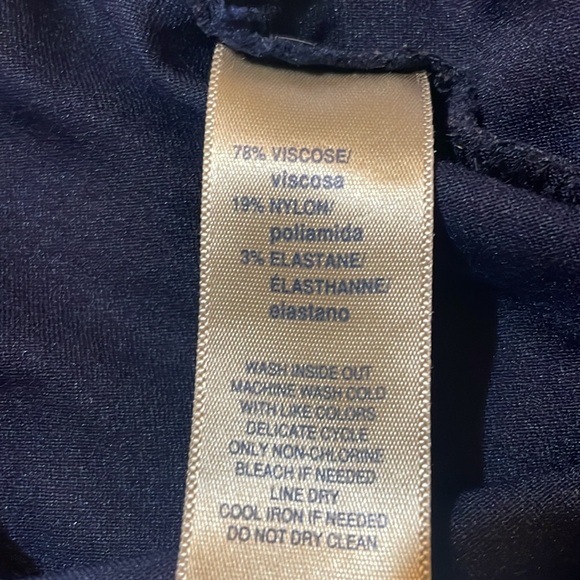 78% VISCOSE/
viscosa
19% NYLON/
poliamida
3% ELASTANE/
ÉLASTHANNE/
elastano
WASH INSIDE OUT
MACHINE WASH COLD
WITH LIKE COLORS
DELICATE CYCLE
ONLY NON-CHLORINE
BLEACH IF NEEDED
LINE DRY
COOL IRON IF NEEDED
DO NOT DRY CLEAN